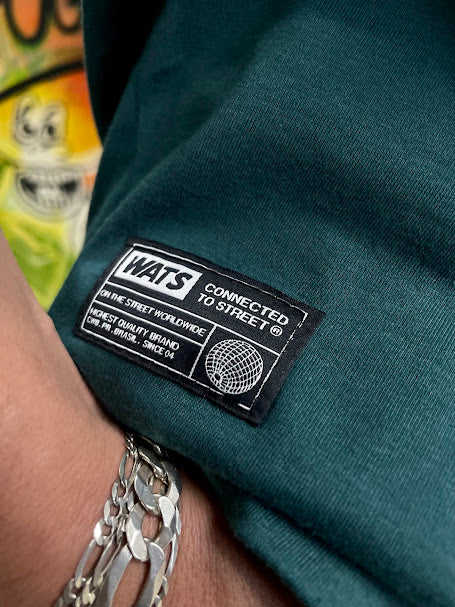 WATS
CONNECTED
TO STREET ®
ON THE STREET WORLDWIDE
HIGHEST QUALITY BRAND
CWB. PR. BRASIL. SINCE 04